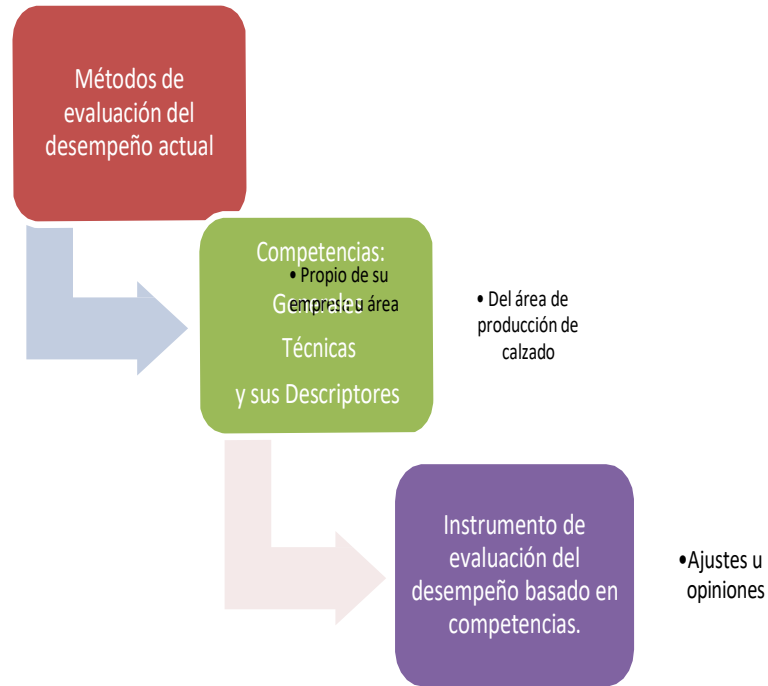 Métodos de
evaluación del
desempeño actual
Competencias:
Generales
Técnicas
y sus Descriptores
• Propio de su
empresa u área
• Del área de
producción de
calzado
Instrumento de
evaluación del
desempeño basado en
competencias.
•Ajustes u
opiniones